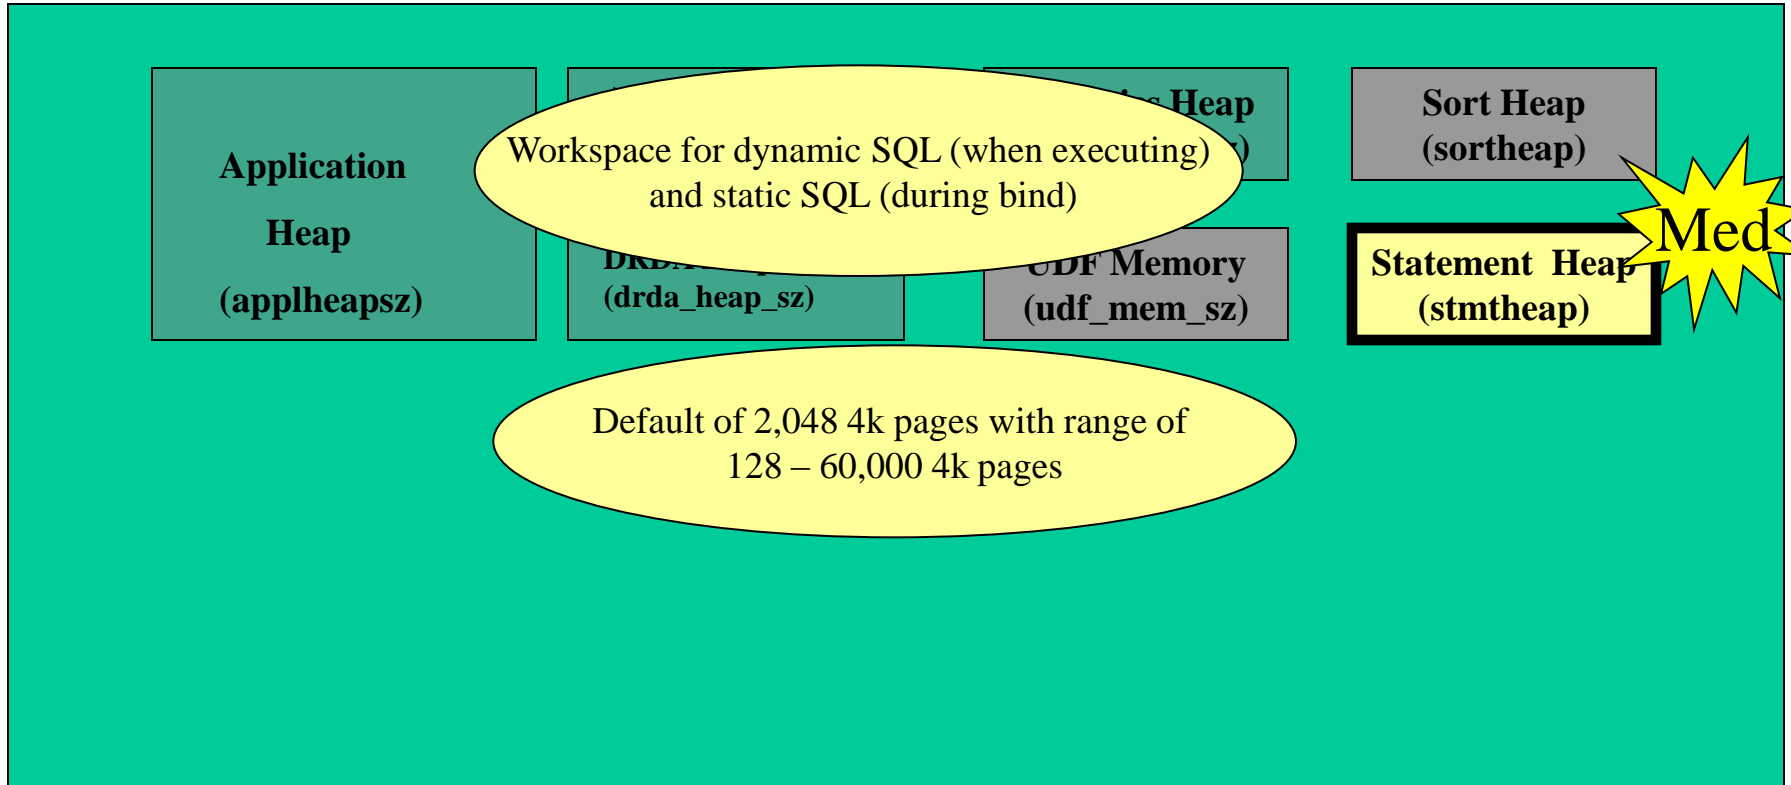 Application
Heap
(applheapsz)
Workspace for dynamic SQL (when executing)
and static SQL (during bind)
Heap
Sort Heap
(sortheap)
Med
(drda_heap_sz)
UDF Memory
(udf_mem_sz)
Statement Heap
(stmtheap)
Default of 2,048 4k pages with range of
128 – 60,000 4k pages